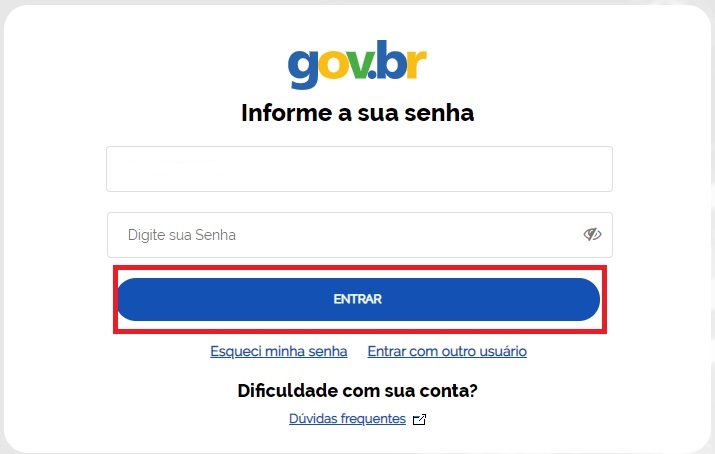 gov.br
Informe a sua senha
Digite sua Senha
ENTRAR
Esqueci minha senha Entrar com outro usuário
Dificuldade com sua conta?
Dúvidas frequentes